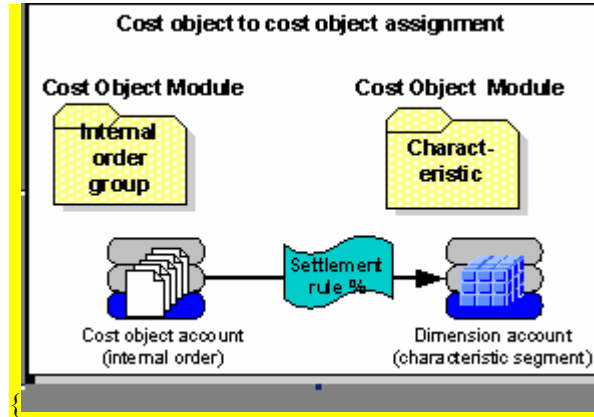 Cost object to cost object assignment
Cost Object Module
Cost Object Module
Internal
order
group
Charact-
eristic
Settlement
rule %
Cost object account
(internal order)
Dimension account
(characteristic segment)
{